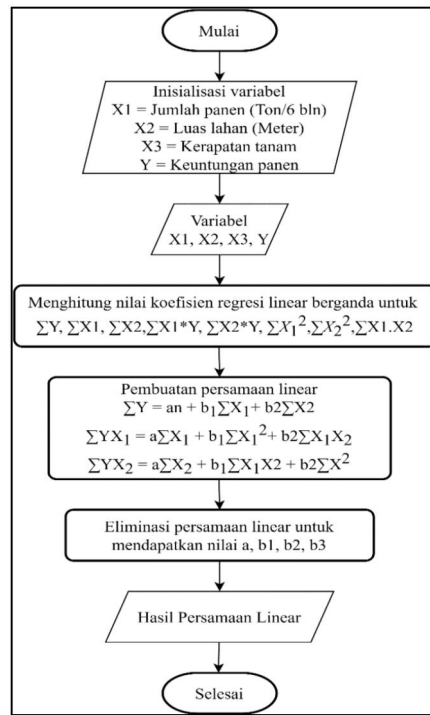 Mulai
Inisialisasi variabel
X1 = Jumlah panen (Ton/6 bln)
X2 = Luas lahan (Meter)
X3 = Kerapatan tanam
Y = Keuntungan panen
Variabel
X1, X2, X3, Y
Menghitung nilai koefisien regresi linear berganda untuk
∑Y, ∑X1, ∑X2,∑X1*Y, ∑X2*Y, ∑X₁²,∑X₂²,∑X1.X2
Pembuatan persamaan linear
∑Y = an + b₁∑X₁+ b2∑X2
∑YX₁ = a∑X₁ + b₁∑X₁²+ b2∑X₁X₂
∑YX₂ = a∑X₂ + b₁∑X₁X2 + b2∑X²
Eliminasi persamaan linear untuk
mendapatkan nilai a, b1, b2, b3
Hasil Persamaan Linear
Selesai